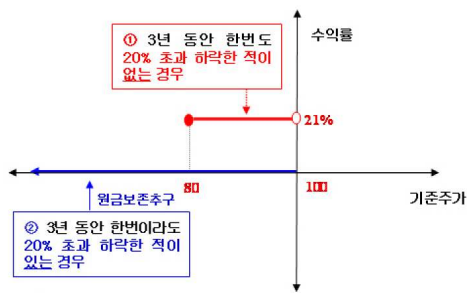 ① 3년 동안 한번도
20% 초과 하락한 적이
없는 경우
수익률
21%
80
100
원금보존추구
기준주가
② 3년 동안 한번이라도
20% 초과 하락한 적이
있는 경우